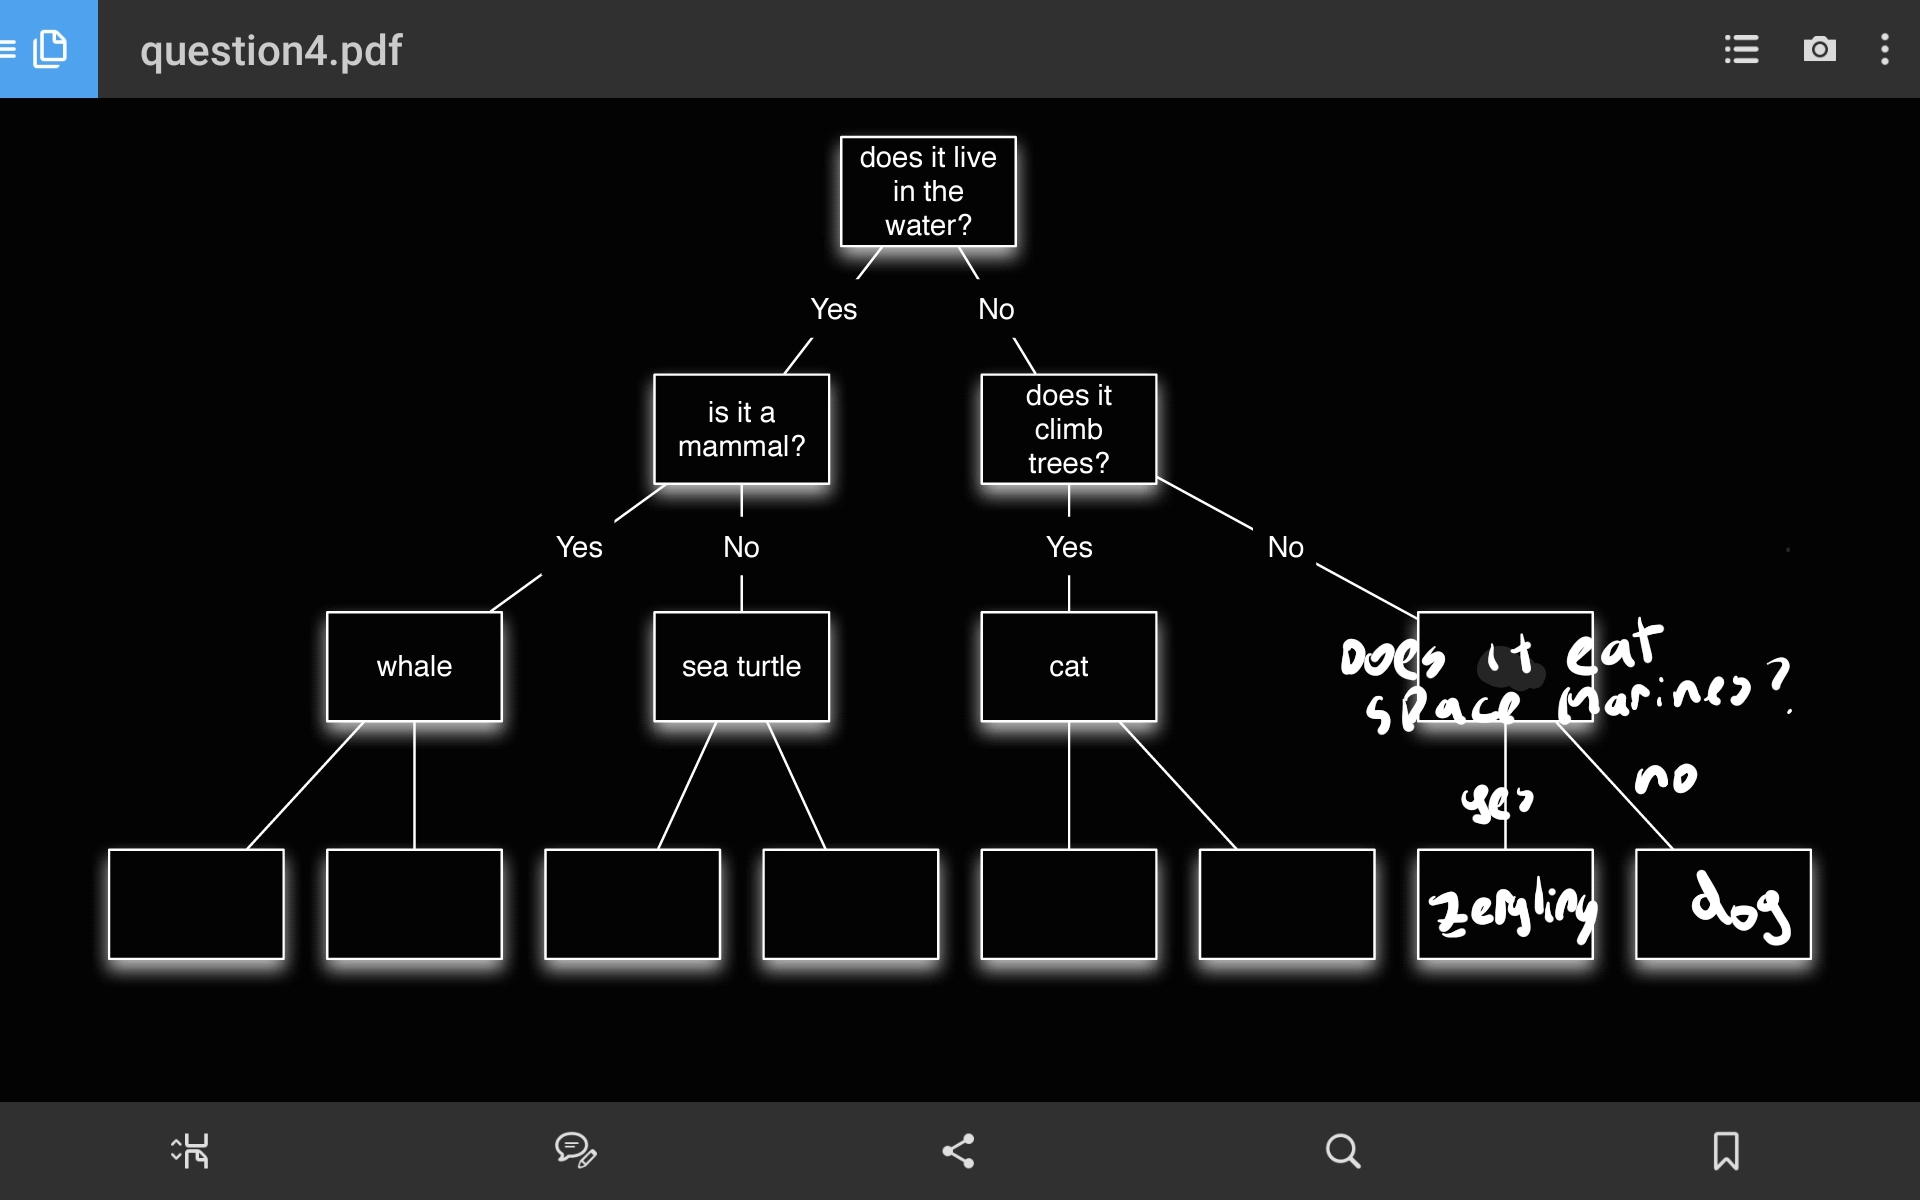 question4.pdf
does it live
in the
water?
Yes
No
is it a
mammal?
does it
climb
trees?
Yes
No
Yes
No
whale
sea turtle
cat
Does it eat
space Marines?
yes
no
zergling
dog